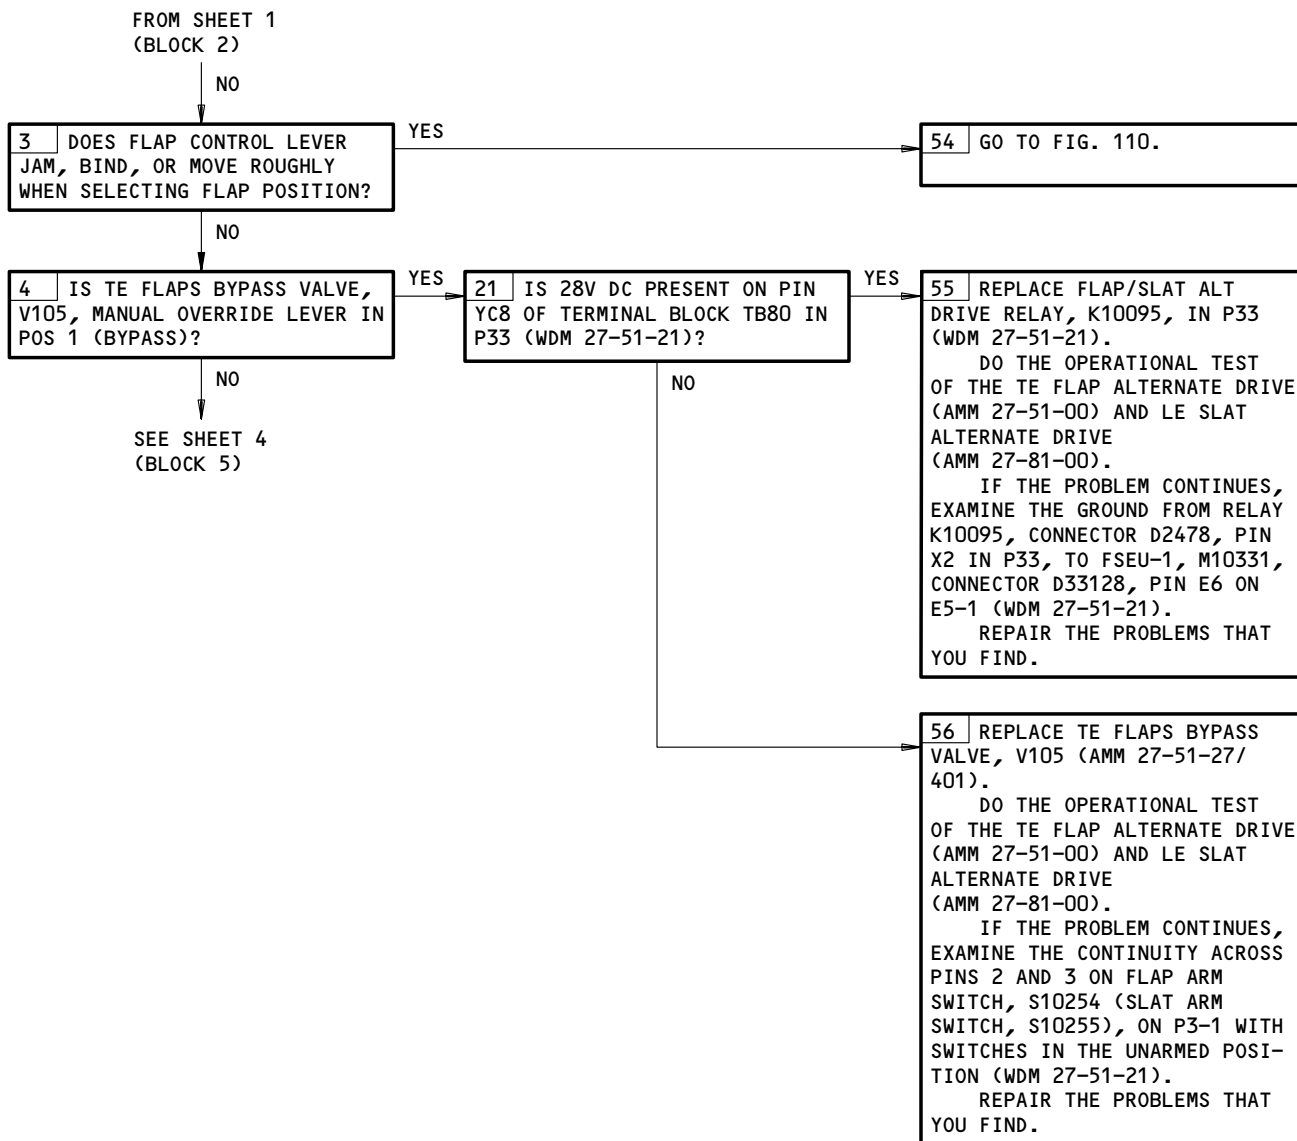 FROM SHEET 1
(BLOCK 2)
NO
3 DOES FLAP CONTROL LEVER
JAM, BIND, OR MOVE ROUGHLY
WHEN SELECTING FLAP POSITION?
YES
54 GO TO FIG. 110.
NO
4 IS TE FLAPS BYPASS VALVE,
V105, MANUAL OVERRIDE LEVER IN
POS 1 (BYPASS)?
YES
21 IS 28V DC PRESENT ON PIN
YC8 OF TERMINAL BLOCK TB80 IN
P33 (WDM 27-51-21)?
YES
55 REPLACE FLAP/SLAT ALT
DRIVE RELAY, K10095, IN P33
(WDM 27-51-21).
DO THE OPERATIONAL TEST
OF THE TE FLAP ALTERNATE DRIVE
(AMM 27-51-00) AND LE SLAT
ALTERNATE DRIVE
(AMM 27-81-00).
IF THE PROBLEM CONTINUES,
EXAMINE THE GROUND FROM RELAY
K10095, CONNECTOR D2478, PIN
X2 IN P33, TO FSEU-1, M10331,
CONNECTOR D33128, PIN E6 ON
E5-1 (WDM 27-51-21).
REPAIR THE PROBLEMS THAT
YOU FIND.
NO
SEE SHEET 4
(BLOCK 5)
NO
56 REPLACE TE FLAPS BYPASS
VALVE, V105 (AMM 27-51-27/
401).
DO THE OPERATIONAL TEST
OF THE TE FLAP ALTERNATE DRIVE
(AMM 27-51-00) AND LE SLAT
ALTERNATE DRIVE
(AMM 27-81-00).
IF THE PROBLEM CONTINUES,
EXAMINE THE CONTINUITY ACROSS
PINS 2 AND 3 ON FLAP ARM
SWITCH, S10254 (SLAT ARM
SWITCH, S10255), ON P3-1 WITH
SWITCHES IN THE UNARMED POSI-
TION (WDM 27-51-21).
REPAIR THE PROBLEMS THAT
YOU FIND.